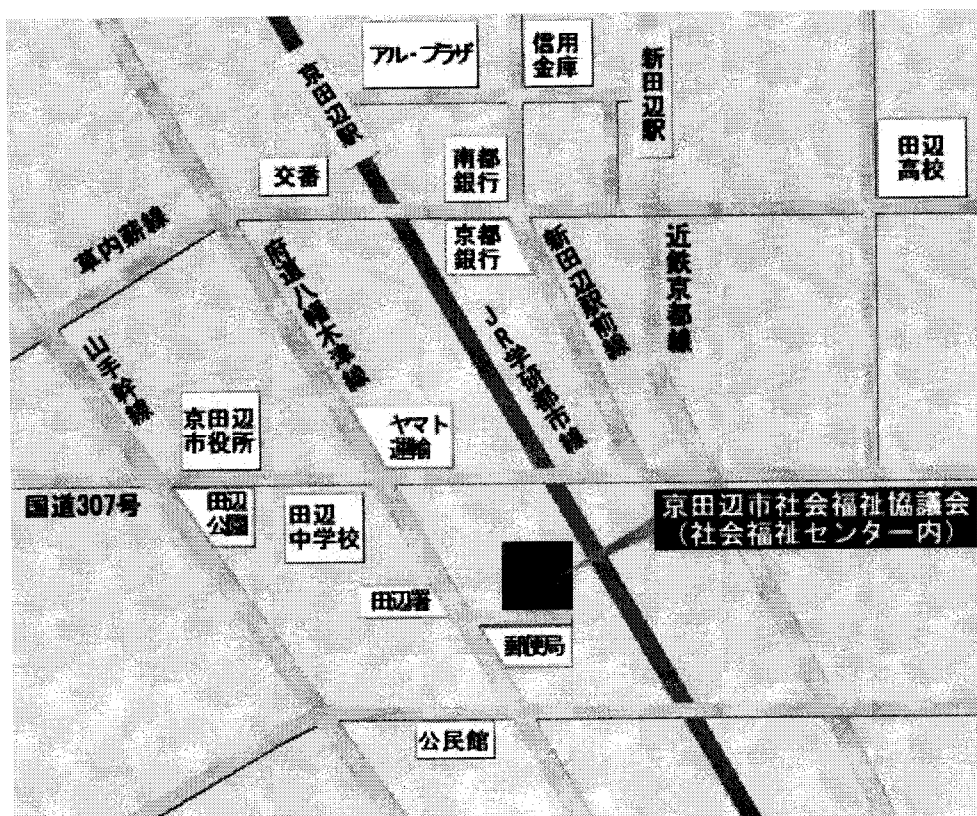 アル・プラザ
信用
金庫
新田辺駅
京田辺駅
田辺
高校
交番
南都
銀行
草内薪線
京都
銀行
府道八幡木津線
新田辺駅前線
近鉄京都線
JR学研都市線
山手幹線
京田辺
市役所
ヤマト
運輸
国道307号
田辺
公園
田辺
中学校
京田辺市社会福祉協議会
(社会福祉センター内)
田辺署
郵便局
公民館